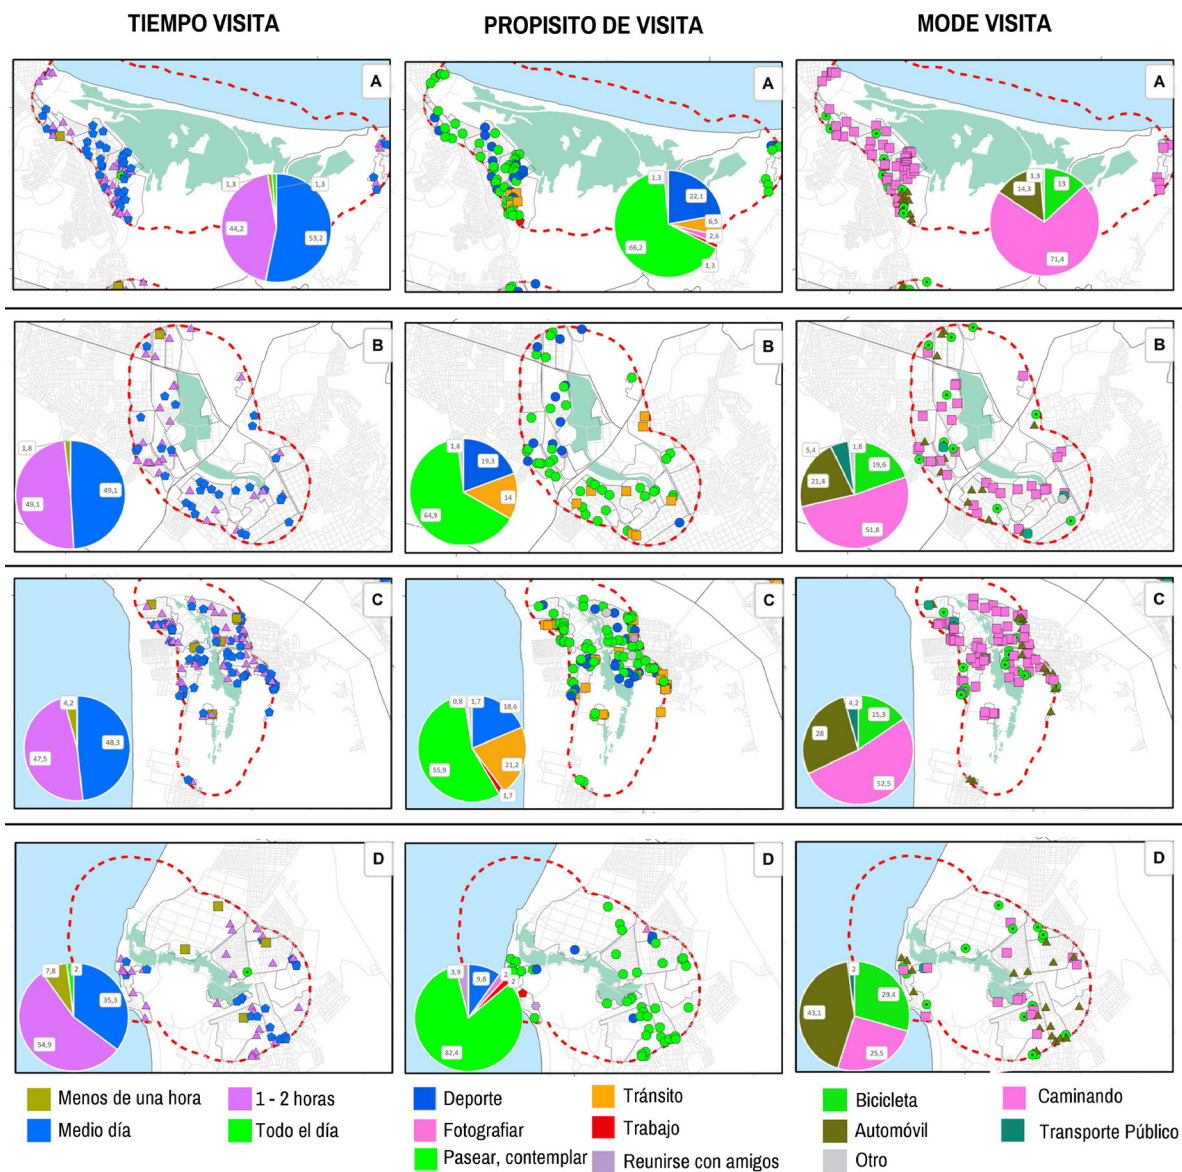 TIEMPO VISITA
PROPISITO DE VISITA
MODE VISITA
A
1,3
1,3
44,2
53,2
A
1,3
22,1
6,5
2,6
66,2
1,3
A
1,3
14,3
13
71,4
B
1,8
49,1
49,1
B
1,8
19,3
14
64,9
B
5,4
1,8
19,6
21,4
51,8
C
4,2
47,5
48,3
C
0,8
1,7
18,6
21,2
55,9
1,7
C
4,2
15,3
28
52,5
D
7,8
2
35,3
54,9
D
3,9
9,8
2
2
82,4
D
2
29,4
43,1
25,5
Menos de una hora
1 - 2 horas
Medio día
Todo el día
Deporte
Tránsito
Fotografiar
Trabajo
Pasear, contemplar
Reunirse con amigos
Bicicleta
Caminando
Automóvil
Transporte Público
Otro